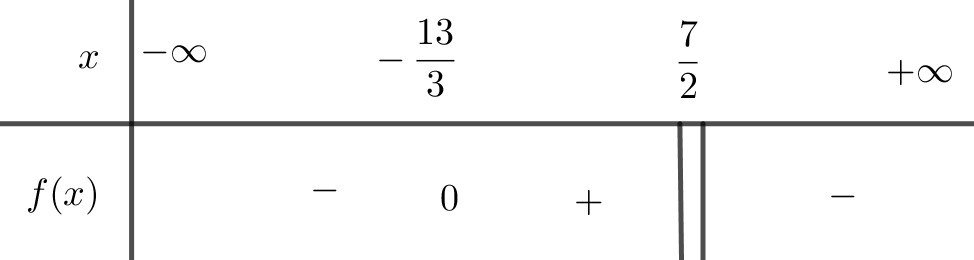 x −∞ −13/3 7/2 +∞
f(x) − 0 + || −